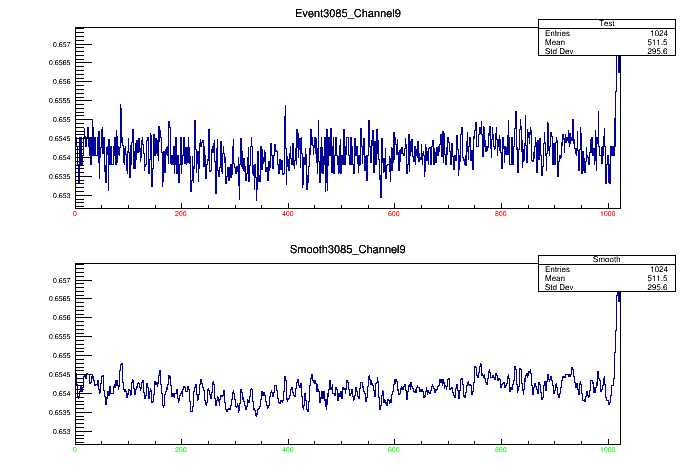 Event3085_Channel9
Test
Entries 1024
Mean 511.5
Std Dev 295.6
0.657
0.6565
0.656
0.6555
0.655
0.6545
0.654
0.6535
0.653
0 200 400 600 800 1000
Smooth3085_Channel9
Smooth
Entries 1024
Mean 511.5
Std Dev 295.6
0.657
0.6565
0.656
0.6555
0.655
0.6545
0.654
0.6535
0.653
0 200 400 600 800 1000